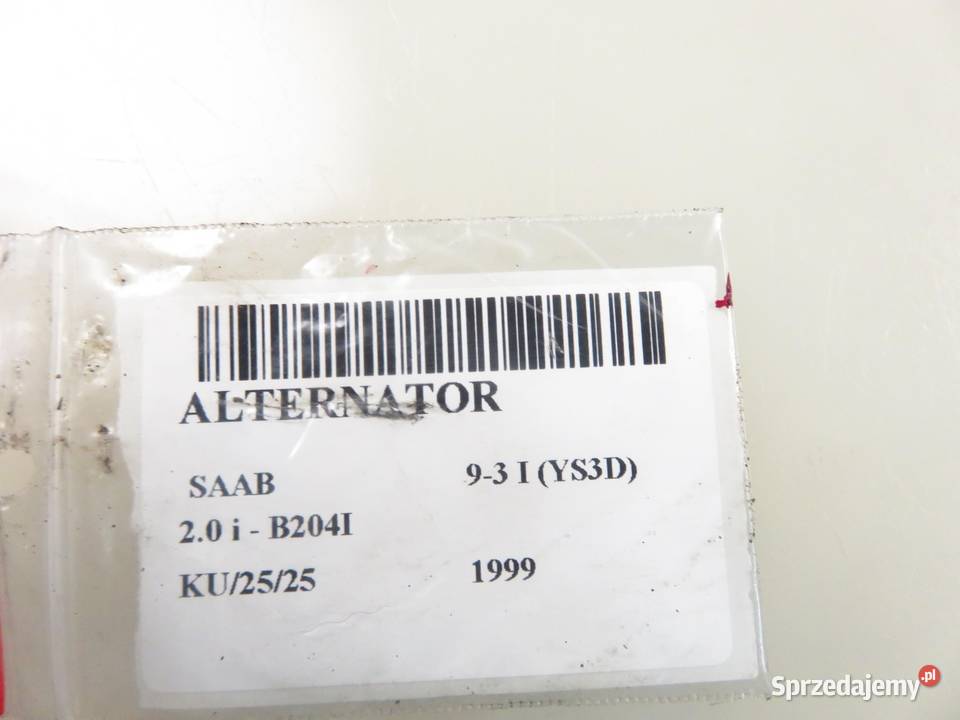 ALTERNATOR
SAAB 9-3 I (YS3D)
2.0 i - B204I
KU/25/25 1999
Sprzedajemy.pl